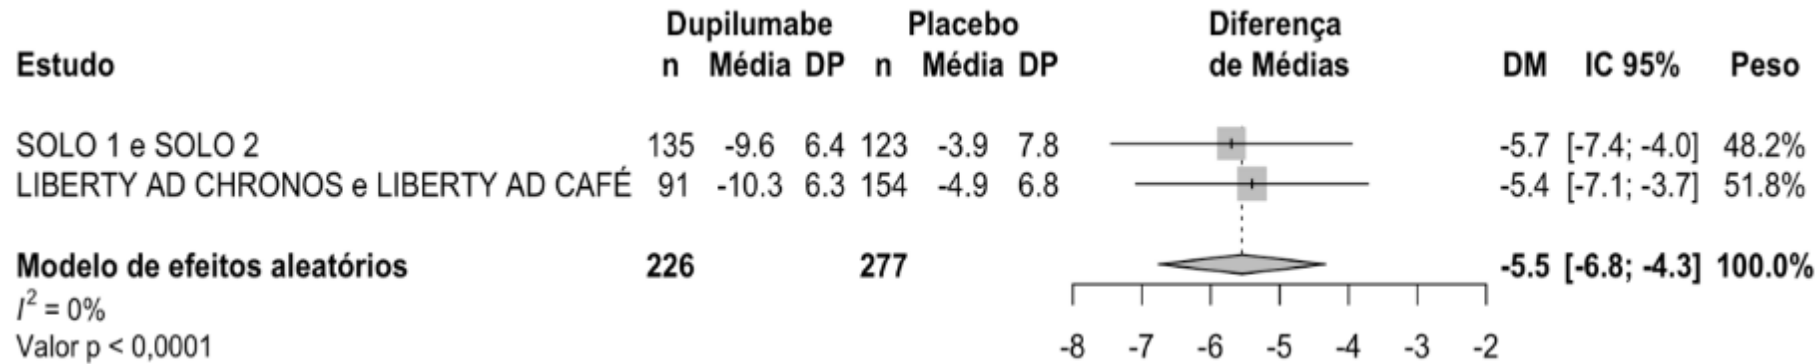 Dupilumabe Placebo Diferença
Estudo n Média DP n Média DP de Médias DM IC 95% Peso
SOLO 1 e SOLO 2 135 -9.6 6.4 123 -3.9 7.8 -5.7 [-7.4; -4.0] 48.2%
LIBERTY AD CHRONOS e LIBERTY AD CAFÉ 91 -10.3 6.3 154 -4.9 6.8 -5.4 [-7.1; -3.7] 51.8%
Modelo de efeitos aleatórios 226 277 -5.5 [-6.8; -4.3] 100.0%
I² = 0%
Valor p < 0,0001 -8 -7 -6 -5 -4 -3 -2